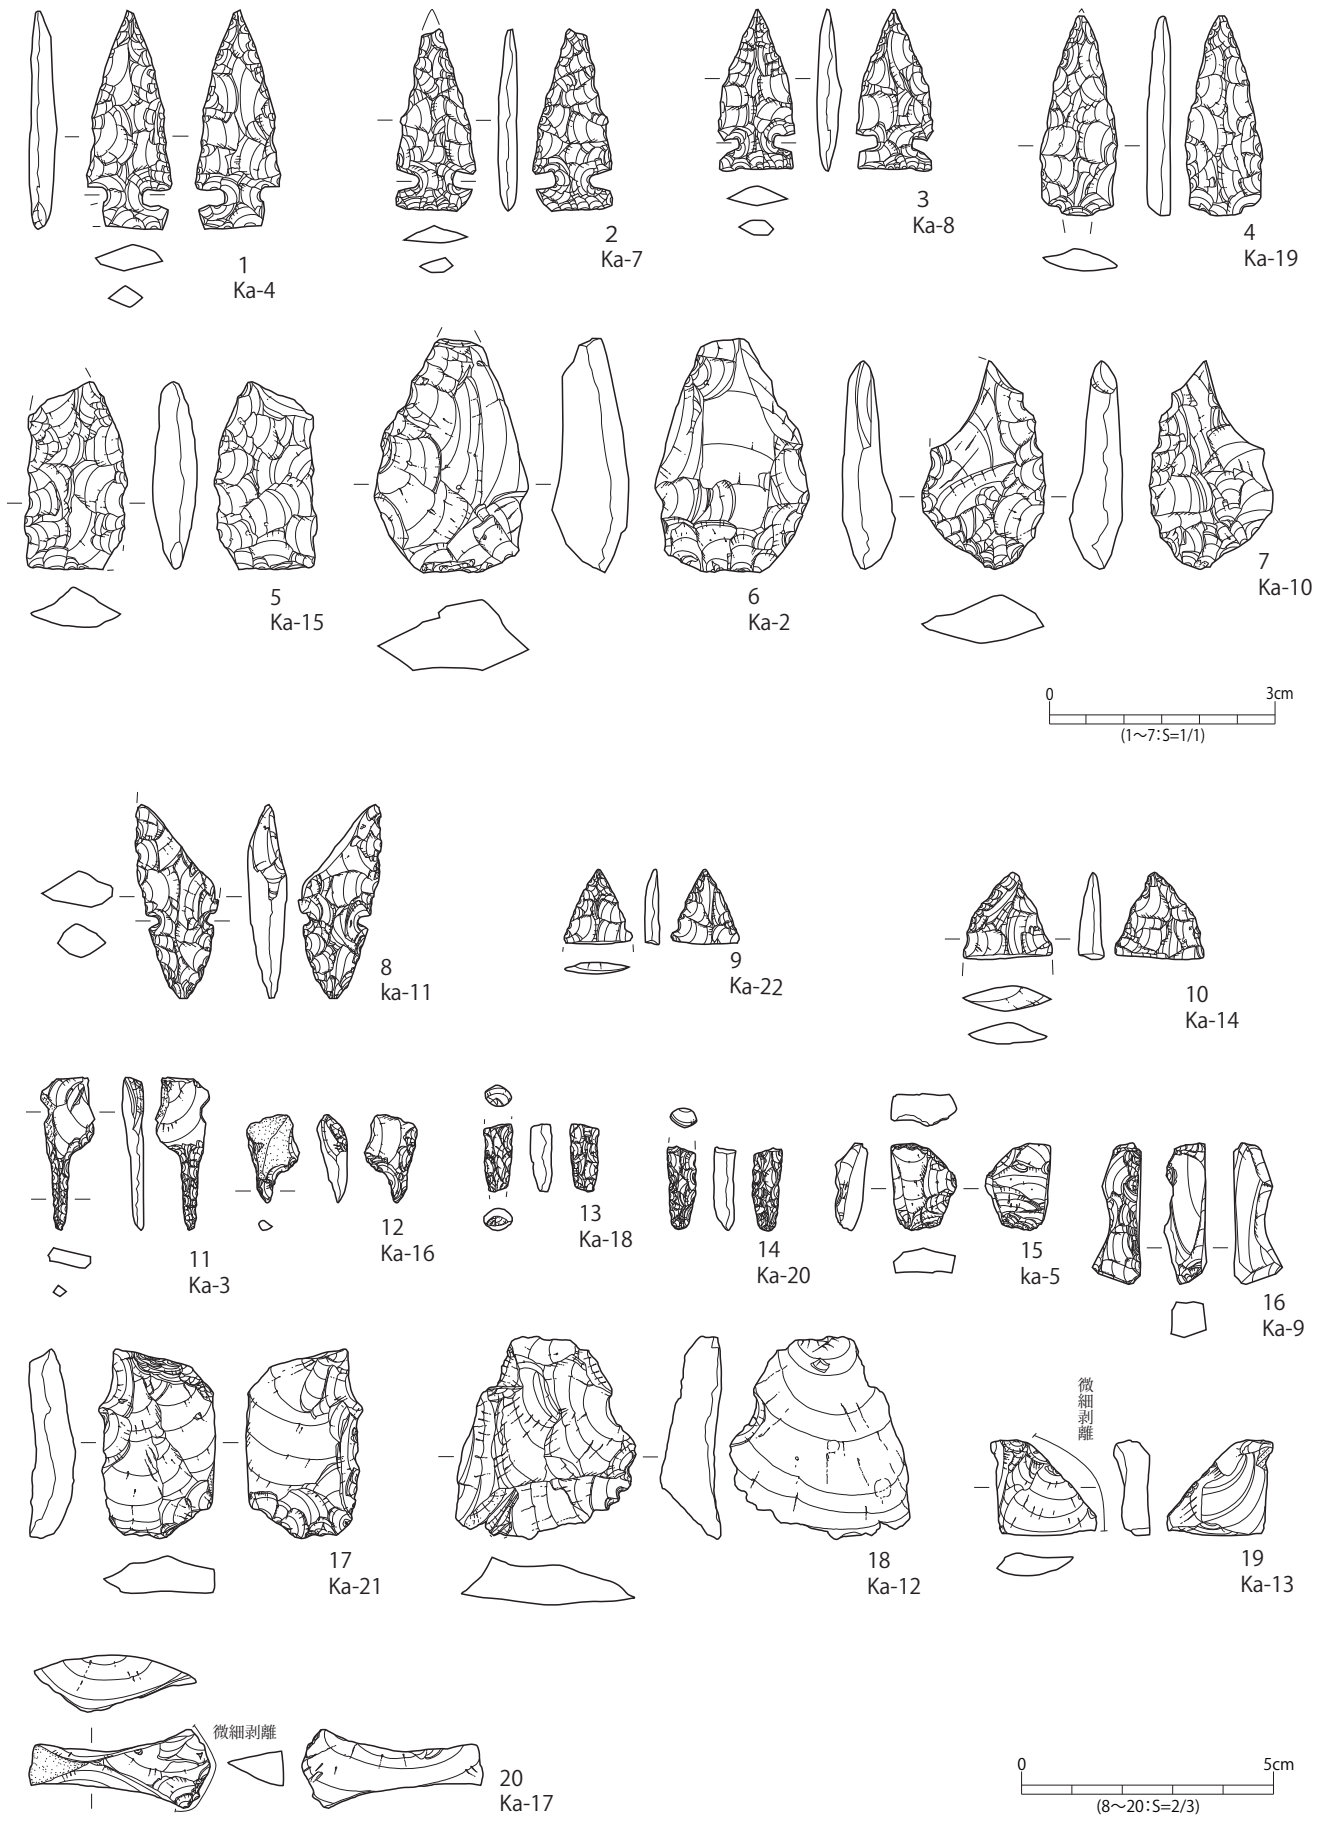 1
Ka-4
2
Ka-7
3
Ka-8
4
Ka-19
5
Ka-15
6
Ka-2
7
Ka-10
0 3cm
(1～7：S=1/1)
8
ka-11
9
Ka-22
10
Ka-14
11
Ka-3
12
Ka-16
13
Ka-18
14
Ka-20
15
ka-5
16
Ka-9
17
Ka-21
18
Ka-12
微細剥離
19
Ka-13
微細剥離
20
Ka-17
0 5cm
(8～20：S=2/3)